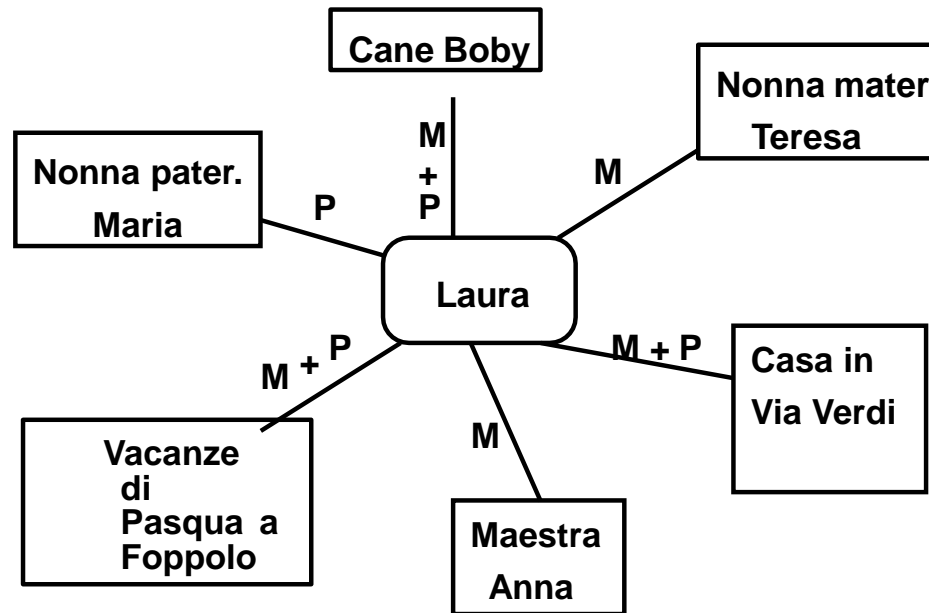 Cane Boby
Nonna mater
Teresa
Nonna pater.
Maria
M
+
P
M
P
Laura
M + P
M + P
M
Casa in
Via Verdi
Vacanze
di
Pasqua a
Foppolo
Maestra
Anna